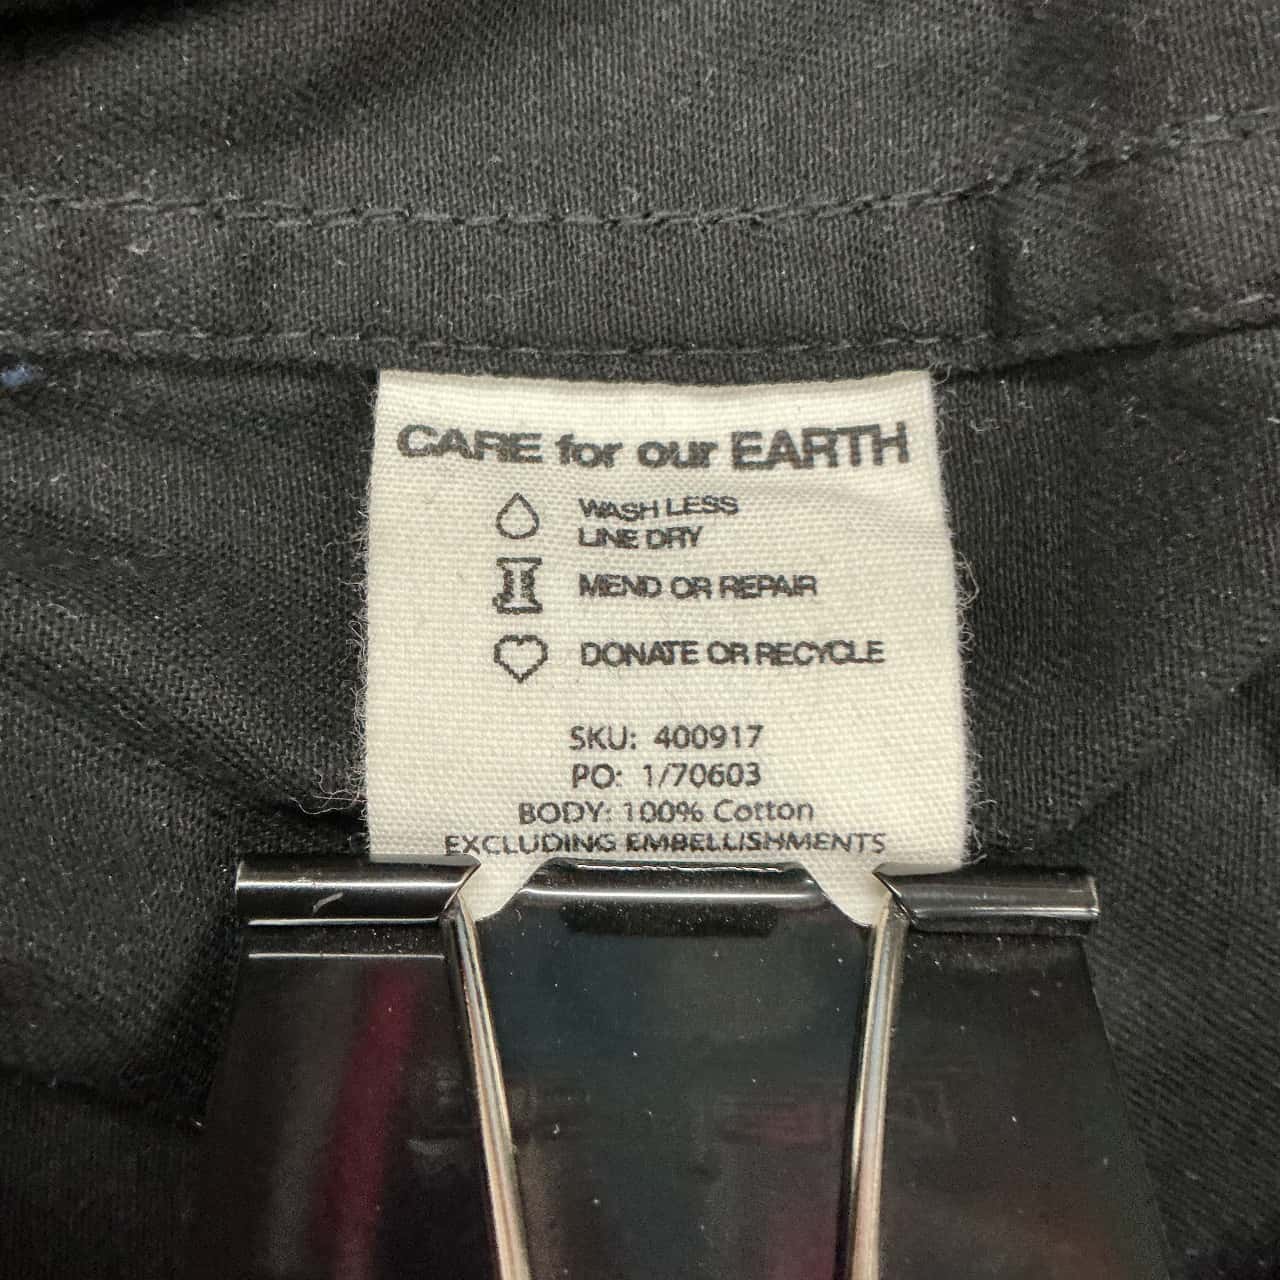 CARE for our EARTH
WASH LESS
LINE DRY
MEND OR REPAIR
DONATE OR RECYCLE
SKU: 400917
PO: 1/70603
BODY: 100% Cotton
EXCLUDING EMBELLISHMENTS